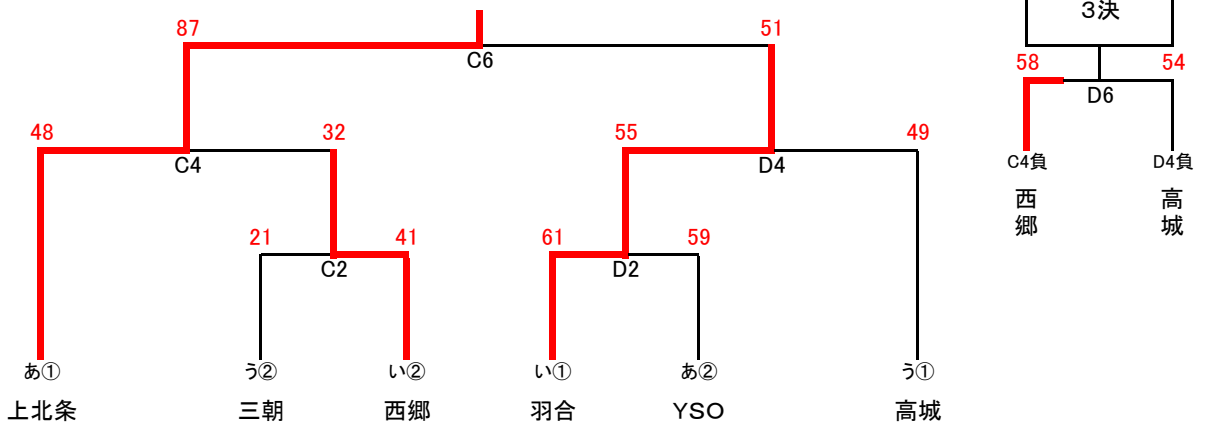 3決
87 51
C6
58 54
D6
48 32 55 49
C4 D4
C4負 D4負
西郷 高城
21 41 61 59
C2 D2
あ① う② い② い① あ② う①
上北条 三朝 西郷 羽合 YSO 高城